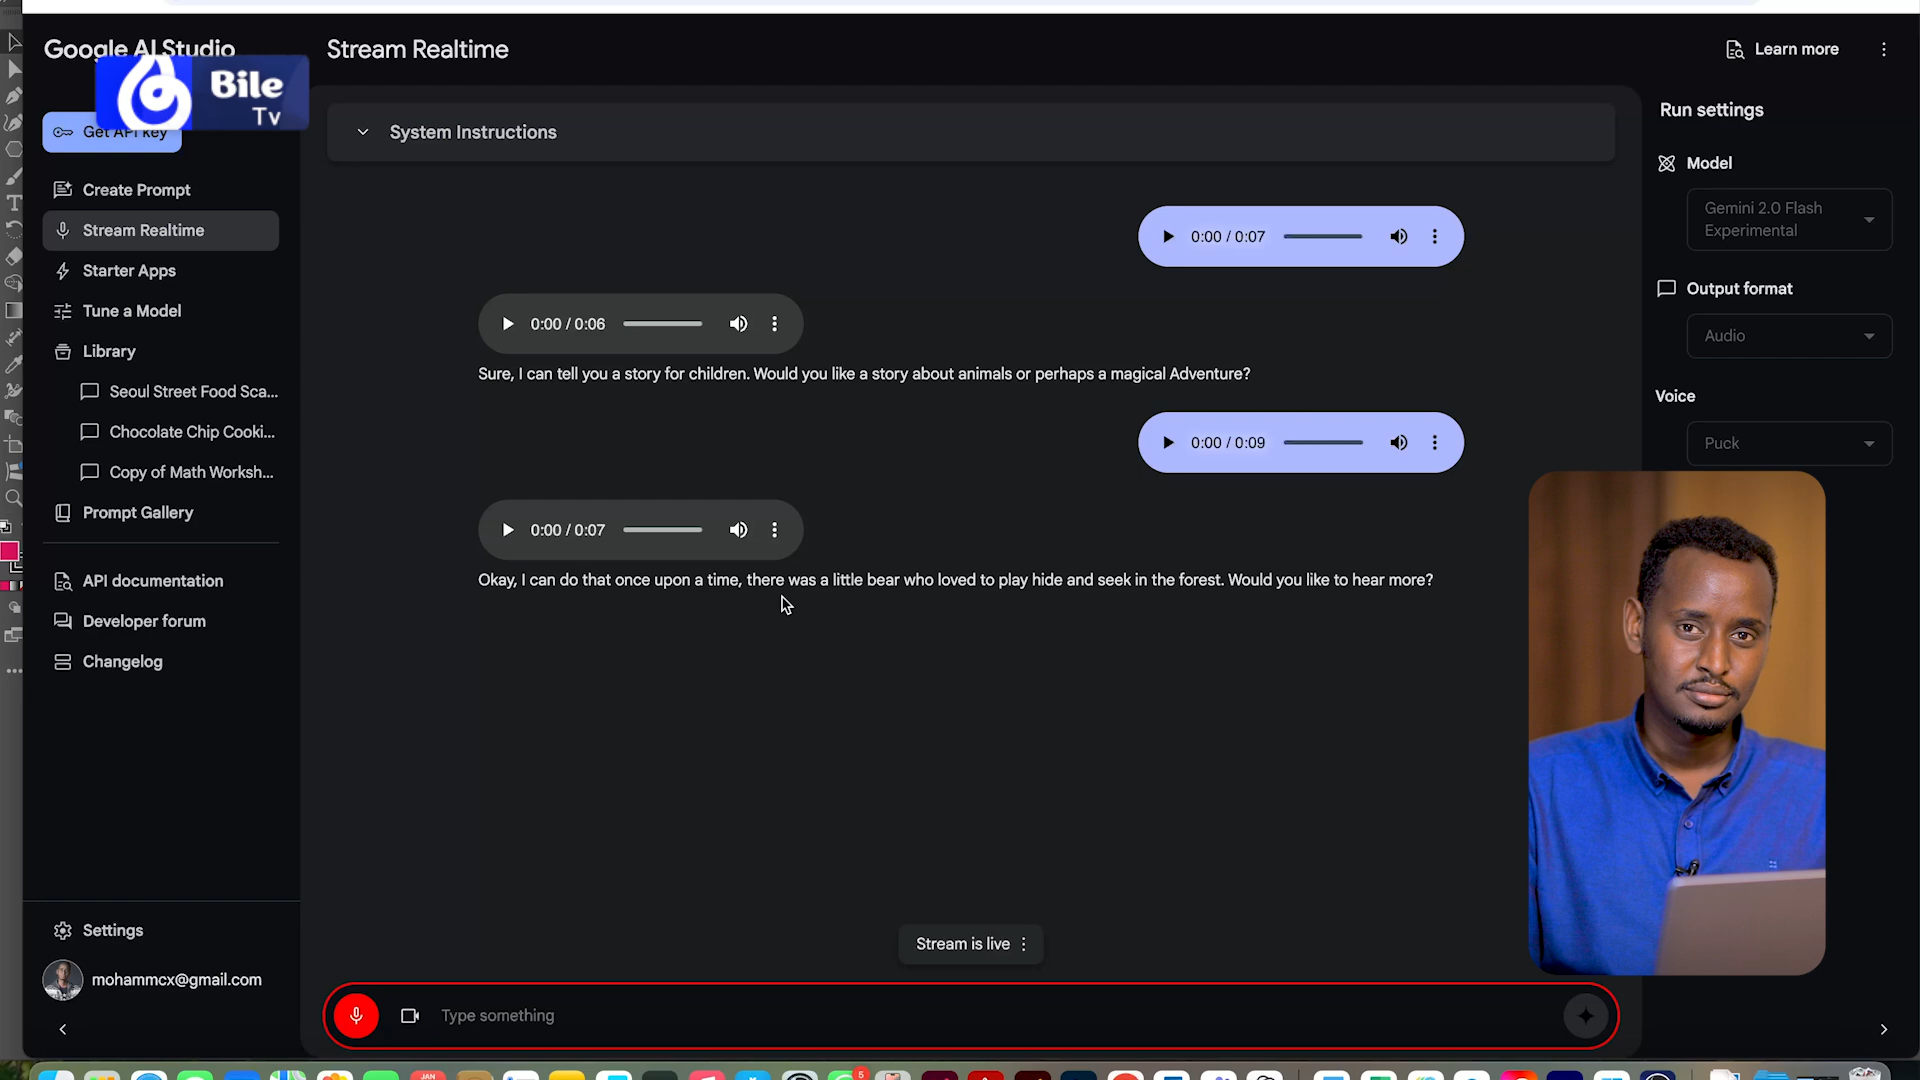 Google AI Studio
Stream Realtime
Learn more
Bile
Tv
Get API key
System Instructions
Run settings
Model
Gemini 2.0 Flash
Experimental
Output format
Audio
Voice
Puck
Create Prompt
Stream Realtime
Starter Apps
Tune a Model
Library
Seoul Street Food Sca...
Chocolate Chip Cooki...
Copy of Math Worksh...
Prompt Gallery
API documentation
Developer forum
Changelog
0:00 / 0:07
0:00 / 0:06
Sure, I can tell you a story for children. Would you like a story about animals or perhaps a magical Adventure?
0:00 / 0:09
0:00 / 0:07
Okay, I can do that once upon a time, there was a little bear who loved to play hide and seek in the forest. Would you like to hear more?
Stream is live
Settings
mohammcx@gmail.com
Type something
JAN
5